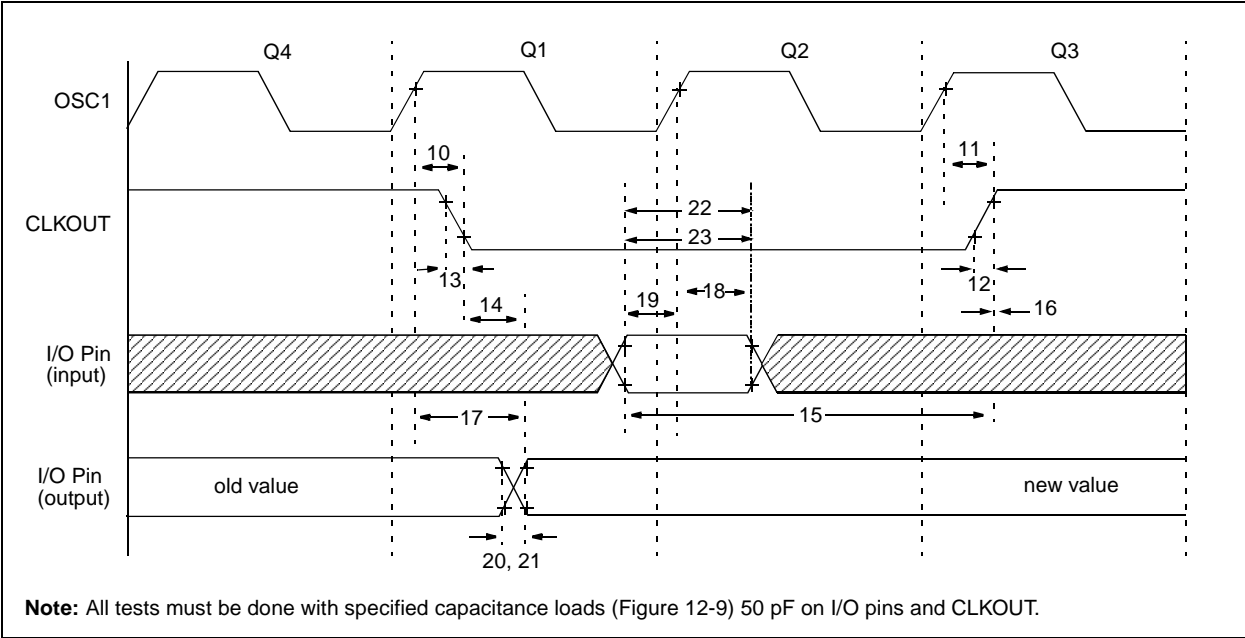 Q4 Q1 Q2 Q3
OSC1
10 11
CLKOUT
22
23
13 12
19 18
14 16
I/O Pin
(input)
17 15
I/O Pin
(output)
old value new value
20, 21
Note: All tests must be done with specified capacitance loads (Figure 12-9) 50 pF on I/O pins and CLKOUT.